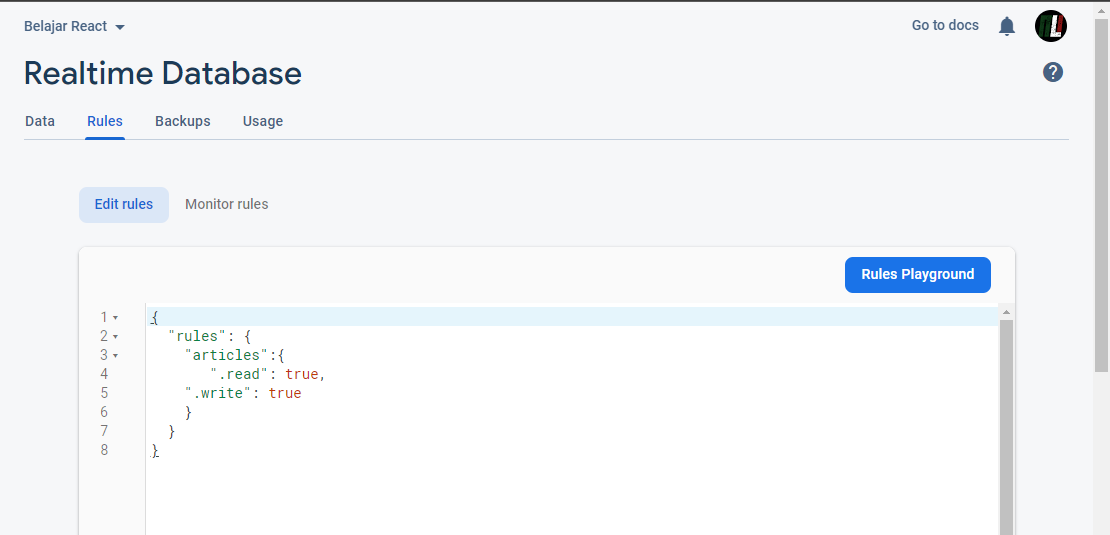 Belajar React
Go to docs
Realtime Database
?
Data Rules Backups Usage
Edit rules Monitor rules
Rules Playground
1 {
2 "rules": {
3 "articles":{
4 ".read": true,
5 ".write": true
6 }
7 }
8 }